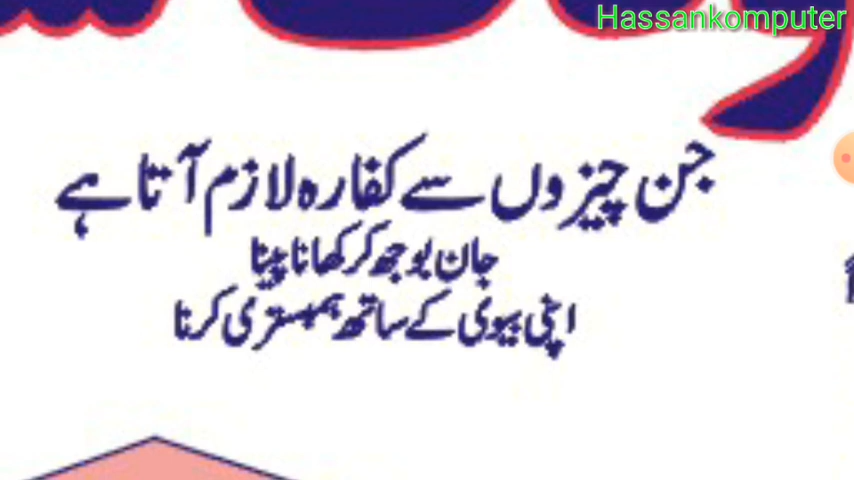 Hassankomputer
جن چیزوں سے کفارہ لازم آتا ہے
جان بوجھ کر کھانا پینا
اپنی بیوی کے ساتھ ہمبستری کرنا